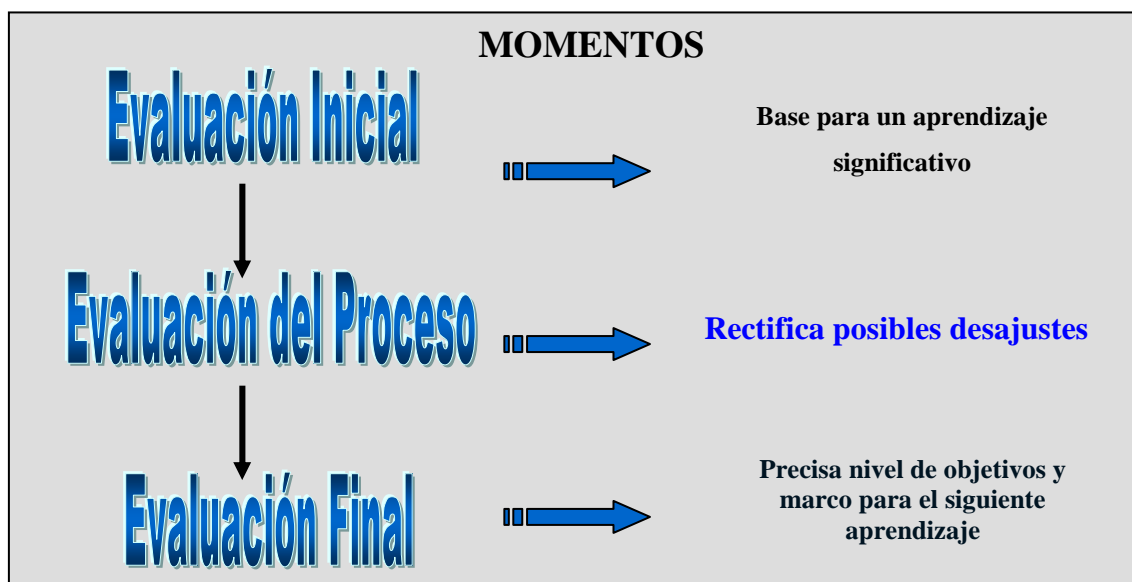 MOMENTOS
Evaluación Inicial
Base para un aprendizaje
significativo
Evaluación del Proceso
Rectifica posibles desajustes
Evaluación Final
Precisa nivel de objetivos y
marco para el siguiente
aprendizaje